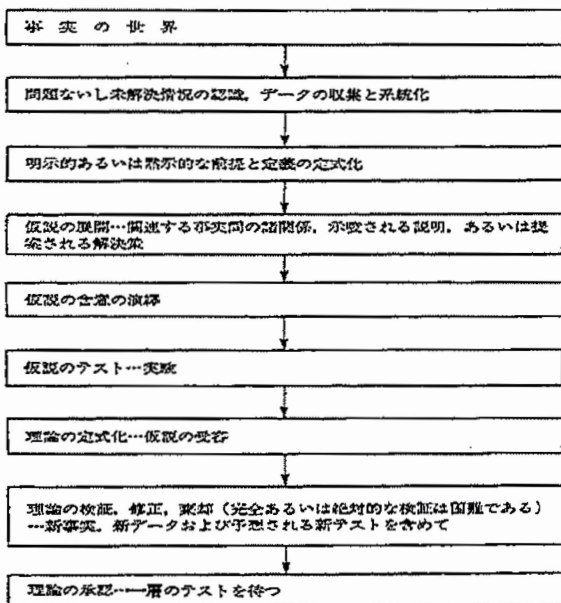 事実の世界
問題ないし未解決情況の認識,データの収集と系統化
明示的あるいは黙示的な前提と定義の定式化
仮説の展開…関連する事実間の諸関係,示唆される説明,あるいは提
案される解決策
仮説の含意の演繹
仮説のテスト…実験
理論の定式化…仮説の受容
理論の検証,修正,棄却(完全あるいは絶対的な検証は困難である)
…新事実,新データおよび予想される新テストを含めて
理論の承認…一層のテストを待つ